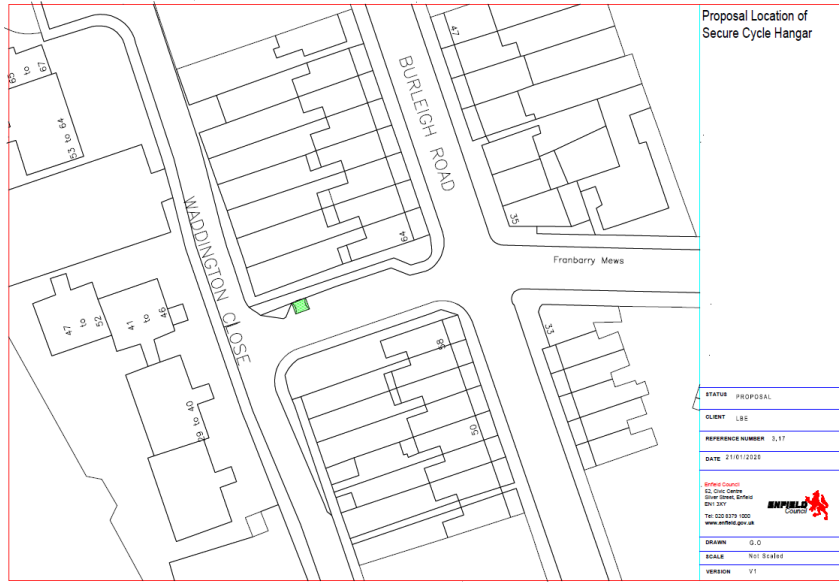 Proposal Location of
Secure Cycle Hangar
65
to
67
53 to 64
WADDINGTON CLOSE
BURLEIGH ROAD
47
35
64
Franbarry Mews
47
to
52
41
to
46
29 to 40
58
50
33
STATUS PROPOSAL
CLIENT LBE
REFERENCE NUMBER 3,17
DATE 21/01/2020
Enfield Council
Silver Street, Enfield
EN1 3XY
Tel: 020 8379 1000
www.enfield.gov.uk
ENFIELD
Council
DRAWN G.O
SCALE Not Scaled
VERSION V1